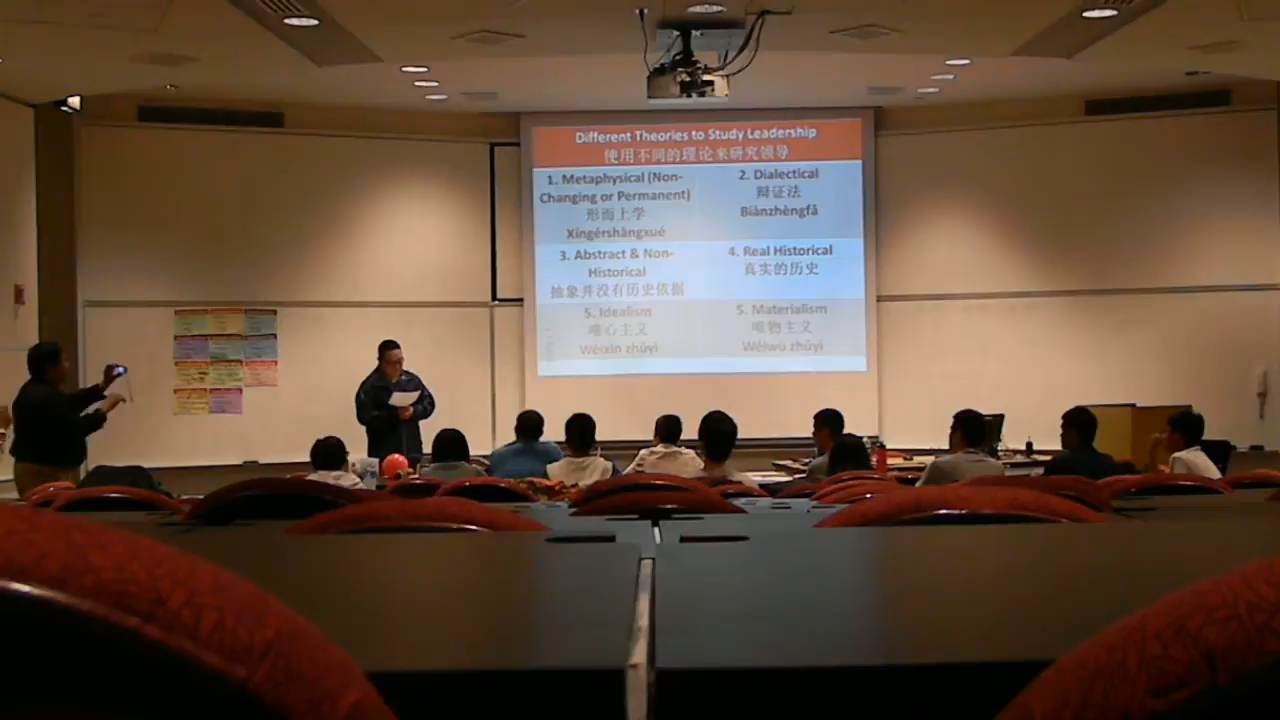 Different Theories to Study Leadership
使用不同的理论来研究领导
1. Metaphysical (Non-
Changing or Permanent)
形而上学
Xíngérshàngxué
2. Dialectical
辩证法
Biànzhèngfǎ
3. Abstract & Non-
Historical
抽象并没有历史依据
4. Real Historical
真实的历史
5. Idealism
唯心主义
Wéixīn zhǔyì
5. Materialism
唯物主义
Wéiwù zhǔyì